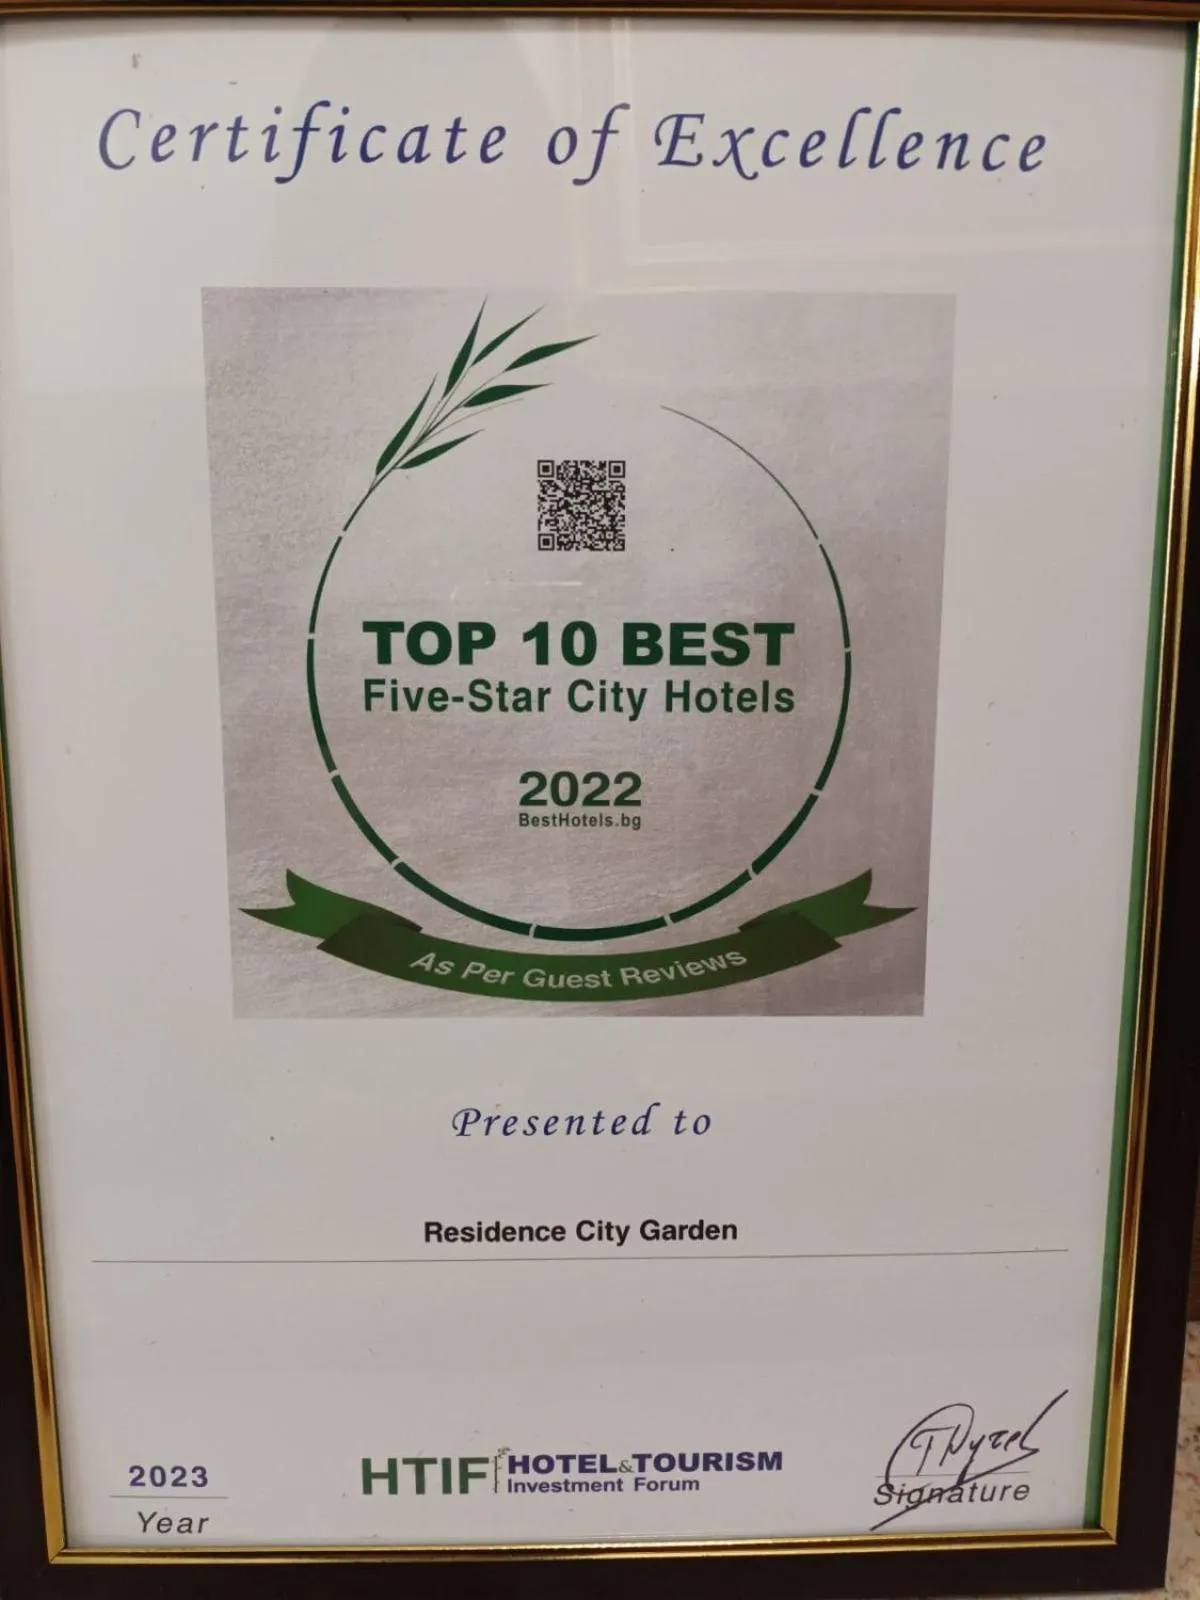 Certificate of Excellence
TOP 10 BEST
Five-Star City Hotels
2022
BestHotels.bg
As Per Guest Reviews
Presented to
Residence City Garden
2023
Year
HTIF HOTEL&TOURISM
Investment Forum
Signature